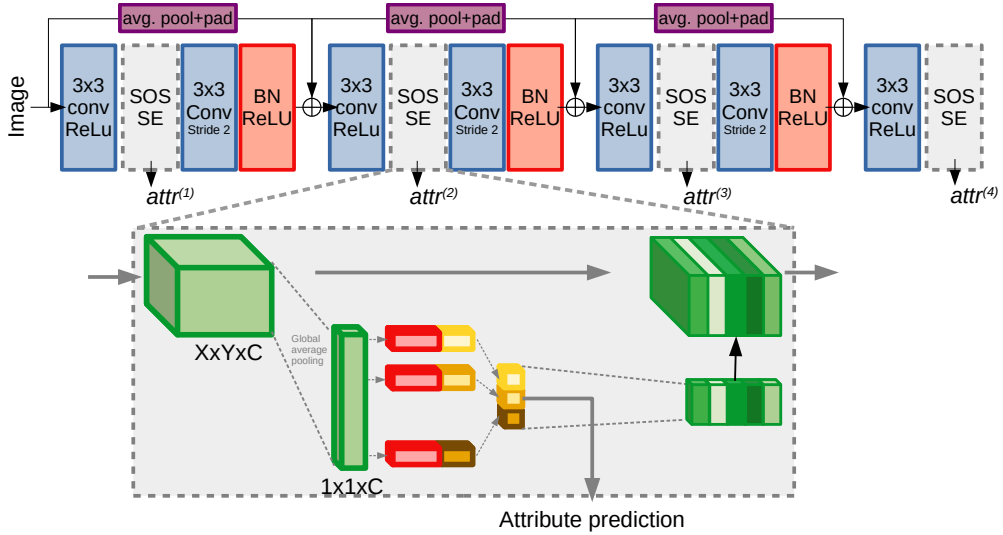 avg. pool+pad
avg. pool+pad
avg. pool+pad
Image
3x3
conv
ReLu
SOS
SE
3x3
Conv
Stride 2
BN
ReLU
3x3
conv
ReLu
SOS
SE
3x3
Conv
Stride 2
BN
ReLU
3x3
conv
ReLu
SOS
SE
3x3
Conv
Stride 2
BN
ReLU
3x3
conv
ReLu
SOS
SE
attr(1)
attr(2)
attr(3)
attr(4)
XxYxC
Global
average
pooling
1x1xC
Attribute prediction